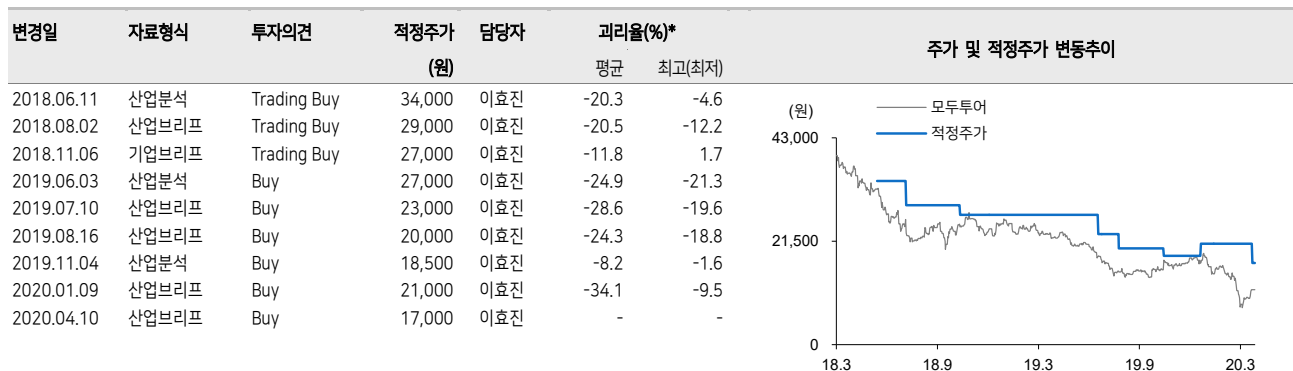 변경일 자료형식 투자의견 적정주가 담당자 괴리율(%)* 주가 및 적정주가 변동추이
(원) 평균 최고(최저)
2018.06.11 산업분석 Trading Buy 34,000 이효진 -20.3 -4.6
2018.08.02 산업브리프 Trading Buy 29,000 이효진 -20.5 -12.2
2018.11.06 기업브리프 Trading Buy 27,000 이효진 -11.8 1.7
2019.06.03 산업분석 Buy 27,000 이효진 -24.9 -21.3
2019.07.10 산업브리프 Buy 23,000 이효진 -28.6 -19.6
2019.08.16 산업브리프 Buy 20,000 이효진 -24.3 -18.8
2019.11.04 산업분석 Buy 18,500 이효진 -8.2 -1.6
2020.01.09 산업브리프 Buy 21,000 이효진 -34.1 -9.5
2020.04.10 산업브리프 Buy 17,000 이효진 - -
(원)
모두투어
적정주가
43,000
21,500
0
18.3 18.9 19.3 19.9 20.3